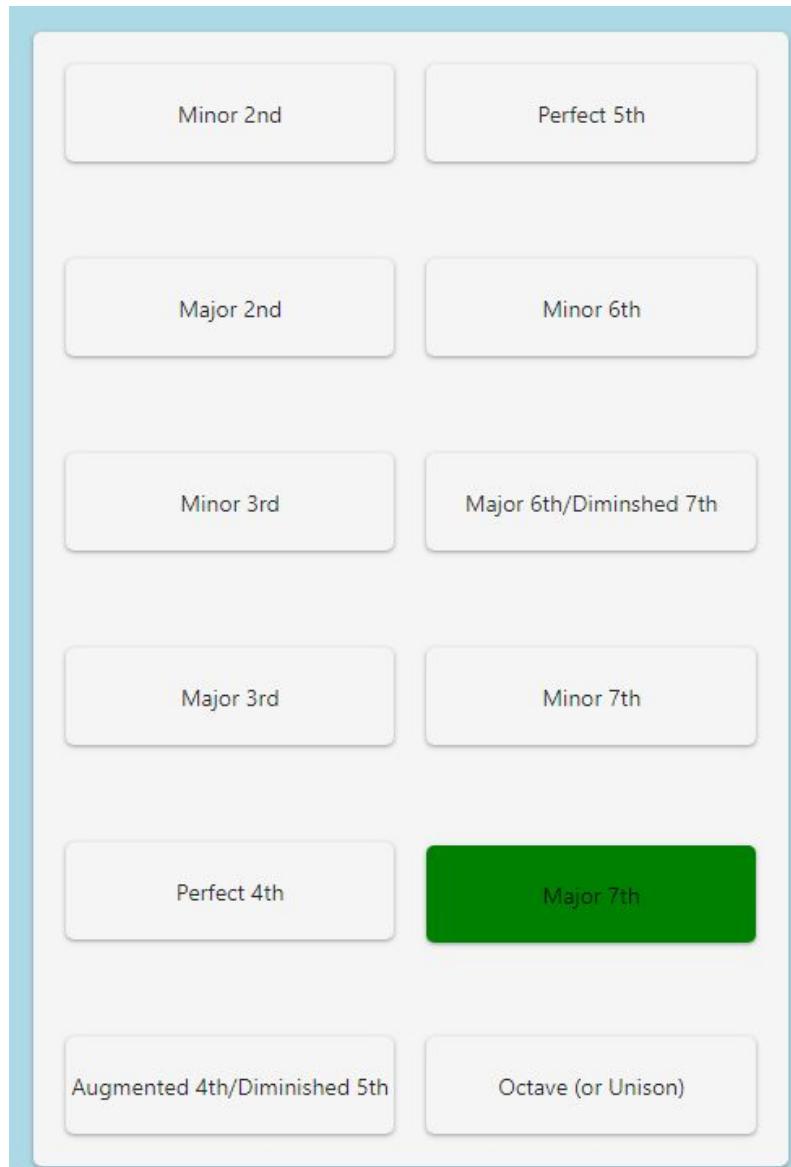 Minor 2nd
Perfect 5th
Major 2nd
Minor 6th
Minor 3rd
Major 6th/Diminshed 7th
Major 3rd
Minor 7th
Perfect 4th
Major 7th
Augmented 4th/Diminished 5th
Octave (or Unison)